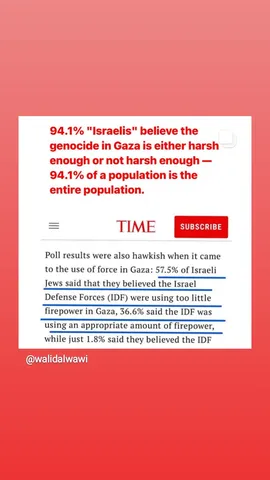 94.1% "Israelis" believe the
genocide in Gaza is either harsh
enough or not harsh enough —
94.1% of a population is the
entire population.
TIME
SUBSCRIBE
Poll results were also hawkish when it came
to the use of force in Gaza: 57.5% of Israeli
Jews said that they believed the Israel
Defense Forces (IDF) were using too little
firepower in Gaza, 36.6% said the IDF was
using an appropriate amount of firepower,
while just 1.8% said they believed the IDF
@walidalwawi